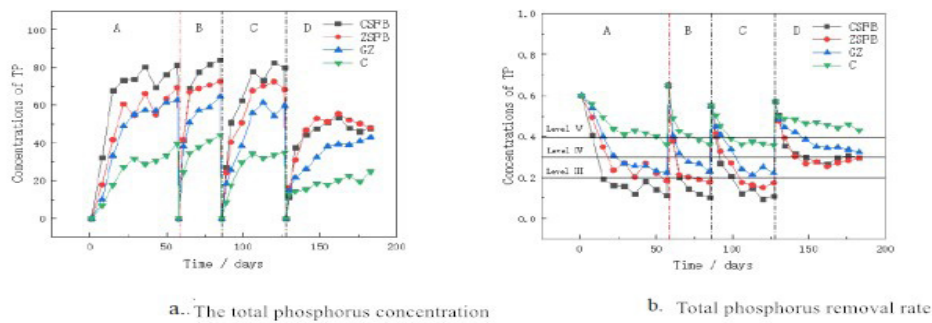 A B C D
CSFB
ZSFB
GZ
C
Concentrations of TP
100
80
60
40
20
0
0 50 100 150 200
Time / days
a. The total phosphorus concentration
A B C D
CSFB
ZSFB
GZ
C
Concentrations of TP
1.0
0.8
0.6
0.4
0.2
0.0
Level V
Level IV
Level III
0 50 100 150 200
Time / days
b. Total phosphorus removal rate